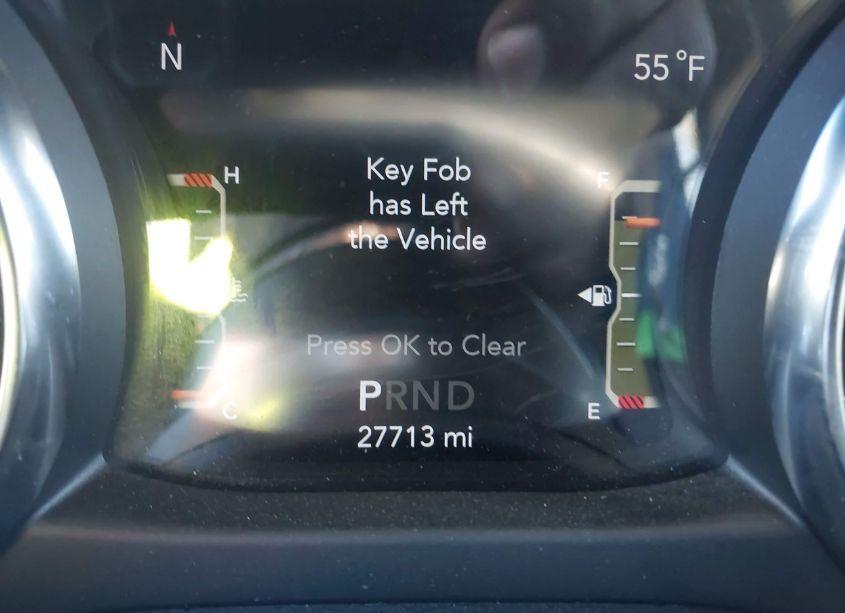 N
55°F
H
F
Key Fob
has Left
the Vehicle
Press OK to Clear
PRND
C
E
27713 mi